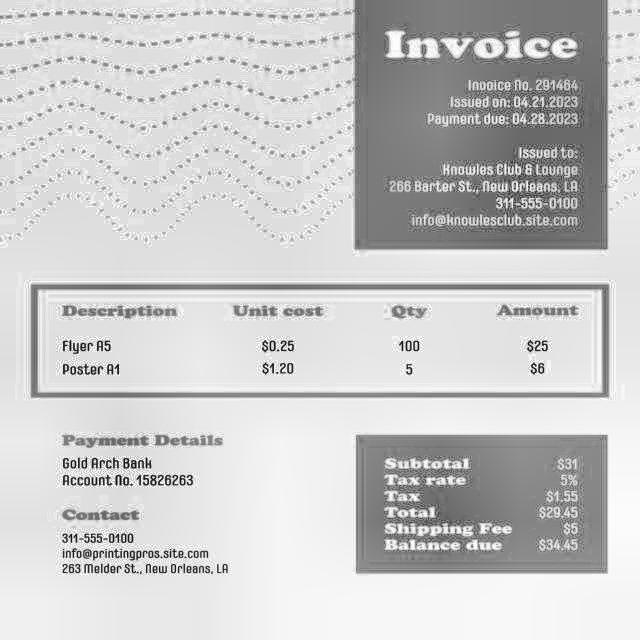 Invoice
Inooice No. 291464
Issued on: 04.21.2023
Payment due: 04.28.2023
Issued to:
Knowles Club & Lounge
266 Barter St., New Orleans, LA
311-555-0100
info@knowlesclub.site.com
Description Unit cost Qty Amount
Flyer A5 $0.25 100 $25
Poster A1 $1.20 5 $6
Payment Details
Gold Arch Bank
Account No. 15826263
Contact
311-555-0100
info@printingpros.site.com
263 Melder St., New Orleans, LA
Subtotal $31
Tax rate 5%
Tax $1.55
Total $29.45
Shipping Fee $5
Balance due $34.45